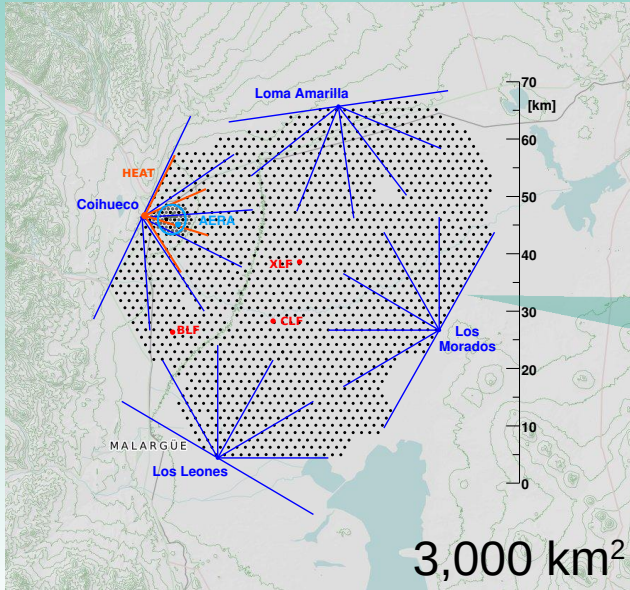 70
[km]
Loma Amarilla
60
HEAT
50
Coihueco
AERA
40
XLF
30
CLF
BLF
Los
Morados
20
10
MALARGÜE
Los Leones
0
3,000 km²